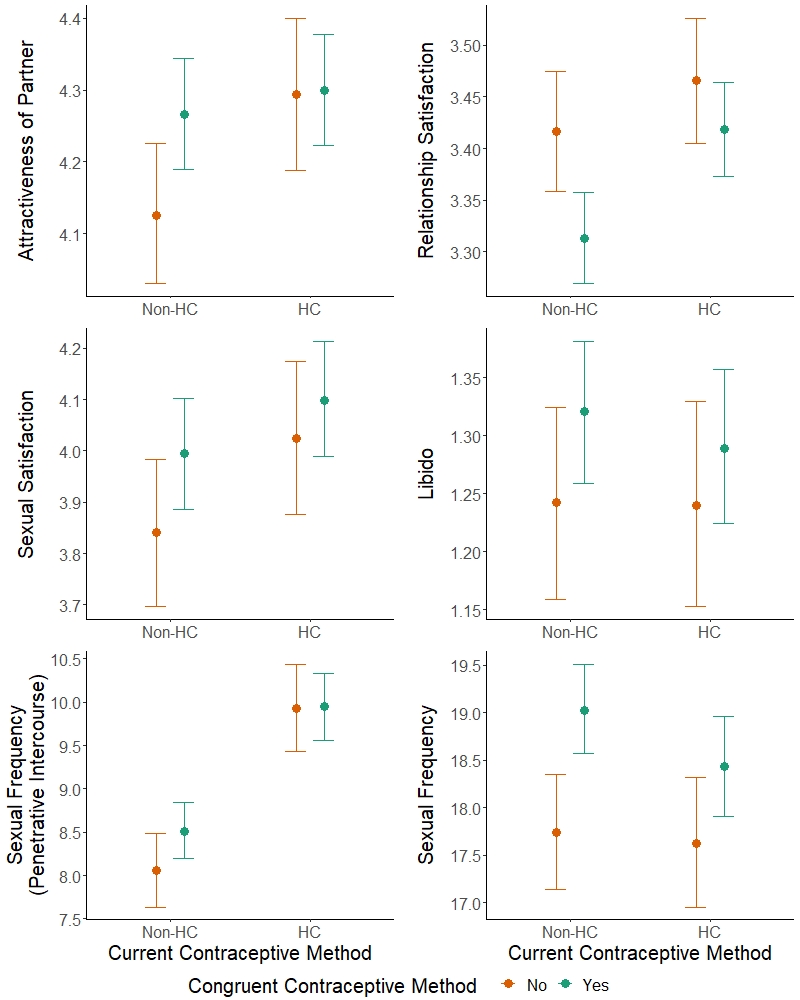 Attractiveness of Partner
4.4
4.3
4.2
4.1
Non-HC HC
Relationship Satisfaction
3.50
3.45
3.40
3.35
3.30
Non-HC HC
Sexual Satisfaction
4.2
4.1
4.0
3.9
3.8
3.7
Non-HC HC
Libido
1.35
1.30
1.25
1.20
1.15
Non-HC HC
Sexual Frequency
(Penetrative Intercourse)
10.5
10.0
9.5
9.0
8.5
8.0
7.5
Non-HC HC
Current Contraceptive Method
Sexual Frequency
19.5
19.0
18.5
18.0
17.5
17.0
Non-HC HC
Current Contraceptive Method
Congruent Contraceptive Method No Yes